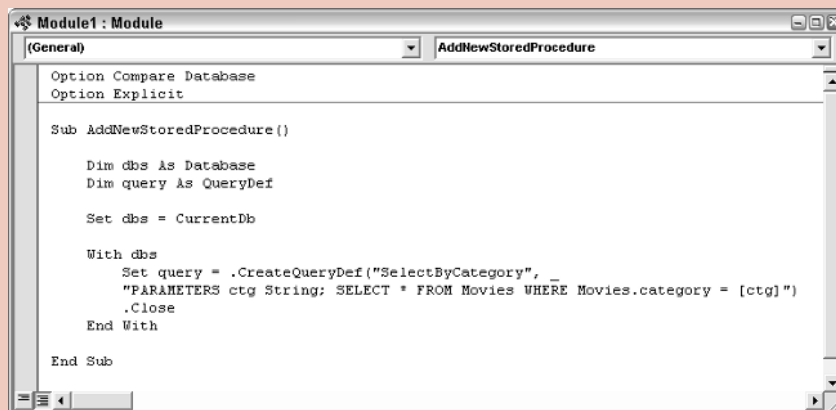 Module1 : Module
(General) AddNewStoredProcedure
Option Compare Database
Option Explicit
Sub AddNewStoredProcedure()
Dim dbs As Database
Dim query As QueryDef
Set dbs = CurrentDb
With dbs
Set query = .CreateQueryDef("SelectByCategory", _
"PARAMETERS ctg String; SELECT * FROM Movies WHERE Movies.category = [ctg]")
.Close
End With
End Sub